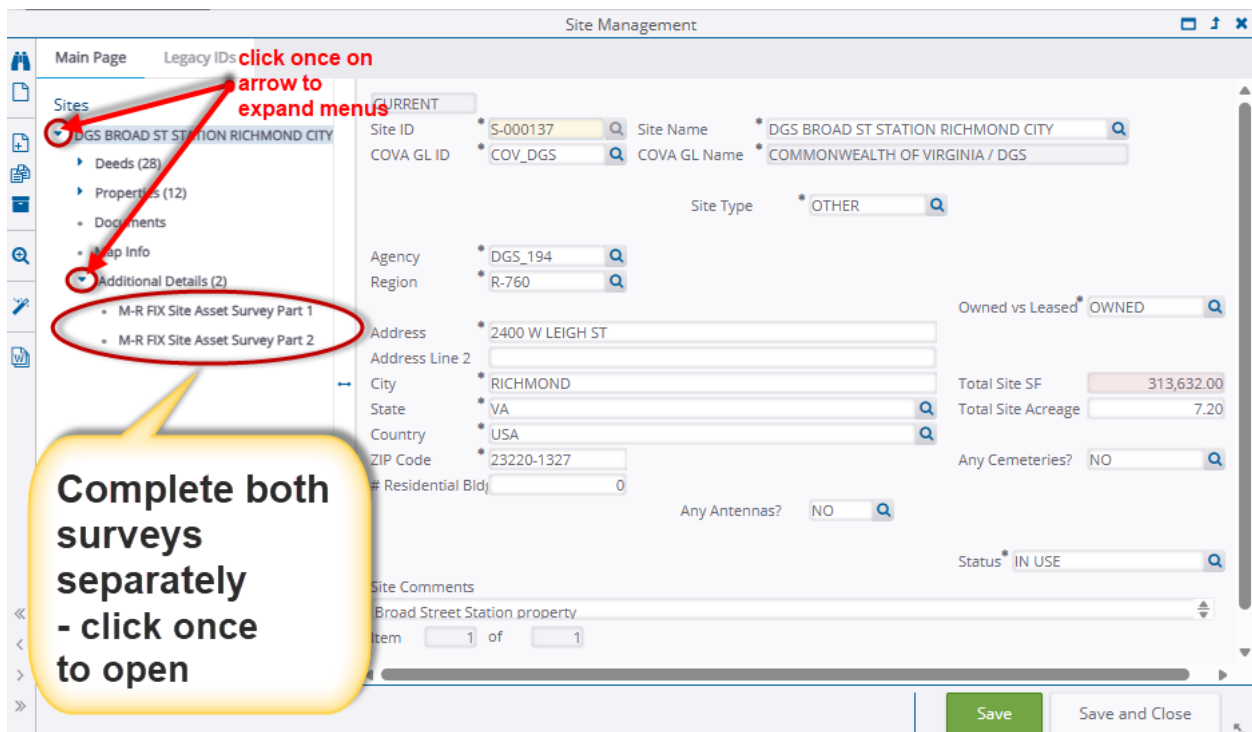 Site Management
Main Page Legacy IDs
click once on
arrow to
expand menus
Sites
DGS BROAD ST STATION RICHMOND CITY
Deeds (28)
Properties (12)
Documents
Map Info
Additional Details (2)
M-R FIX Site Asset Survey Part 1
M-R FIX Site Asset Survey Part 2
Complete both
surveys
separately
- click once
to open
CURRENT
Site ID * S-000137 Site Name * DGS BROAD ST STATION RICHMOND CITY
COVA GL ID * COV_DGS COVA GL Name * COMMONWEALTH OF VIRGINIA / DGS
Site Type * OTHER
Agency * DGS_194
Region * R-760
Owned vs Leased * OWNED
Address * 2400 W LEIGH ST
Address Line 2
City * RICHMOND Total Site SF 313,632.00
State * VA Total Site Acreage 7.20
Country * USA
ZIP Code * 23220-1327 Any Cemeteries? NO
# Residential Bldg 0
Any Antennas? NO
Status * IN USE
Site Comments
Broad Street Station property
Item 1 of 1
Save Save and Close